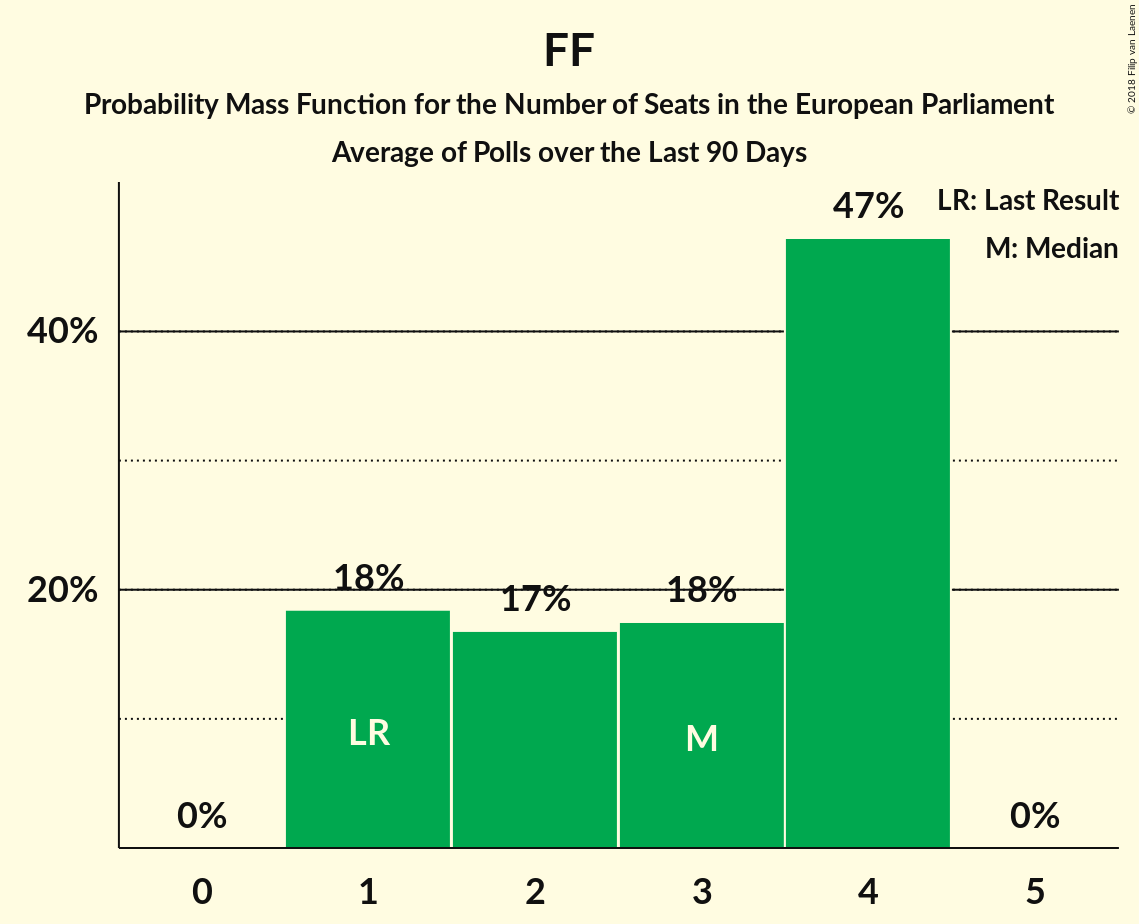 FF
Probability Mass Function for the Number of Seats in the European Parliament
Average of Polls over the Last 90 Days
© 2018 Filip van Laenen
LR: Last Result
M: Median
47%
40%
18%
17%
18%
20%
LR
M
0%
0%
0 1 2 3 4 5